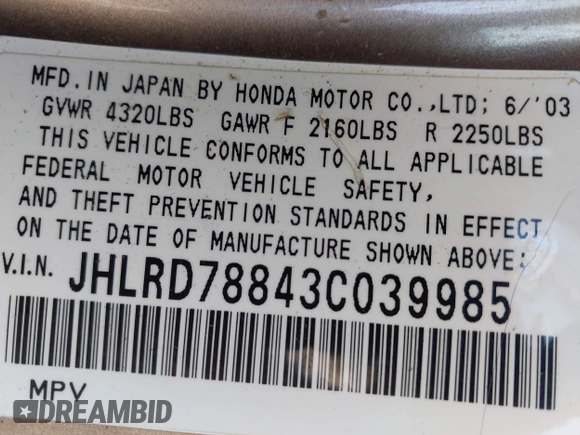 MFD. IN JAPAN BY HONDA MOTOR CO.,LTD; 6/'03
GVWR 4320LBS GAWR F 2160LBS R 2250LBS
THIS VEHICLE CONFORMS TO ALL APPLICABLE
FEDERAL MOTOR VEHICLE SAFETY,
AND THEFT PREVENTION STANDARDS IN EFFECT
ON THE DATE OF MANUFACTURE SHOWN ABOVE:
V.I.N. JHLRD78843C039985
MPV
DREAMBID